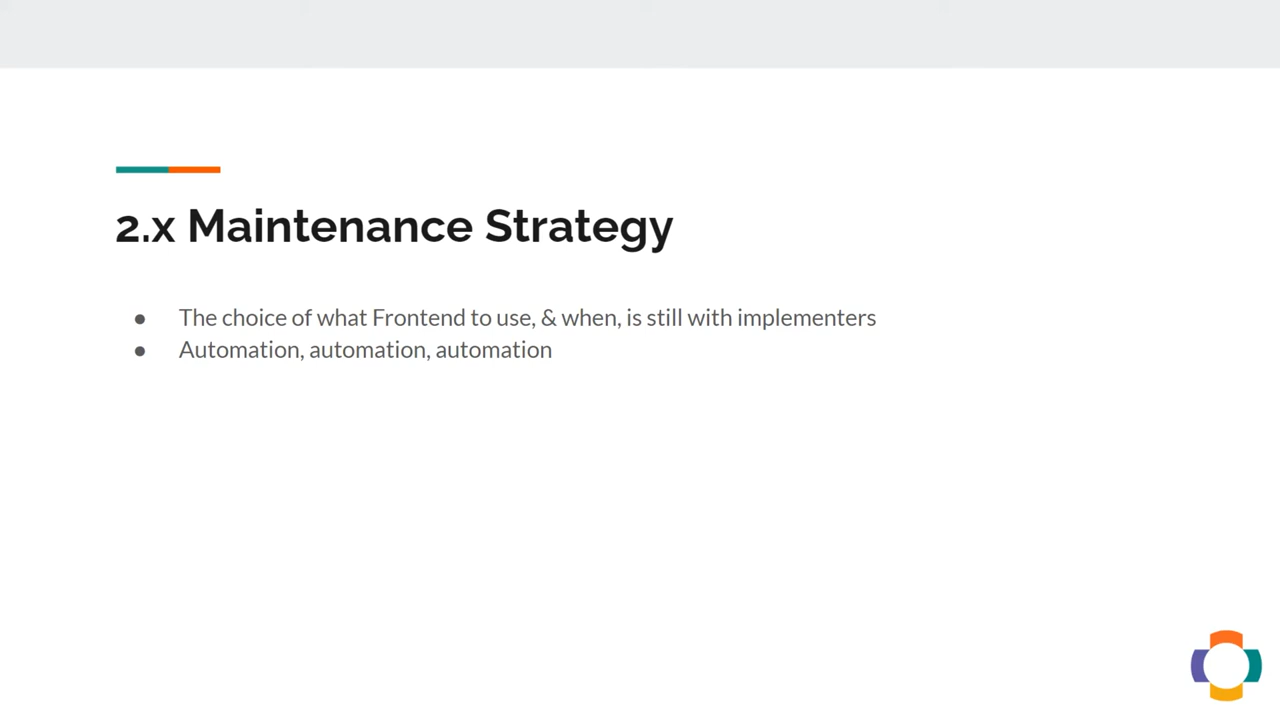 2.x Maintenance Strategy
● The choice of what Frontend to use, & when, is still with implementers
● Automation, automation, automation